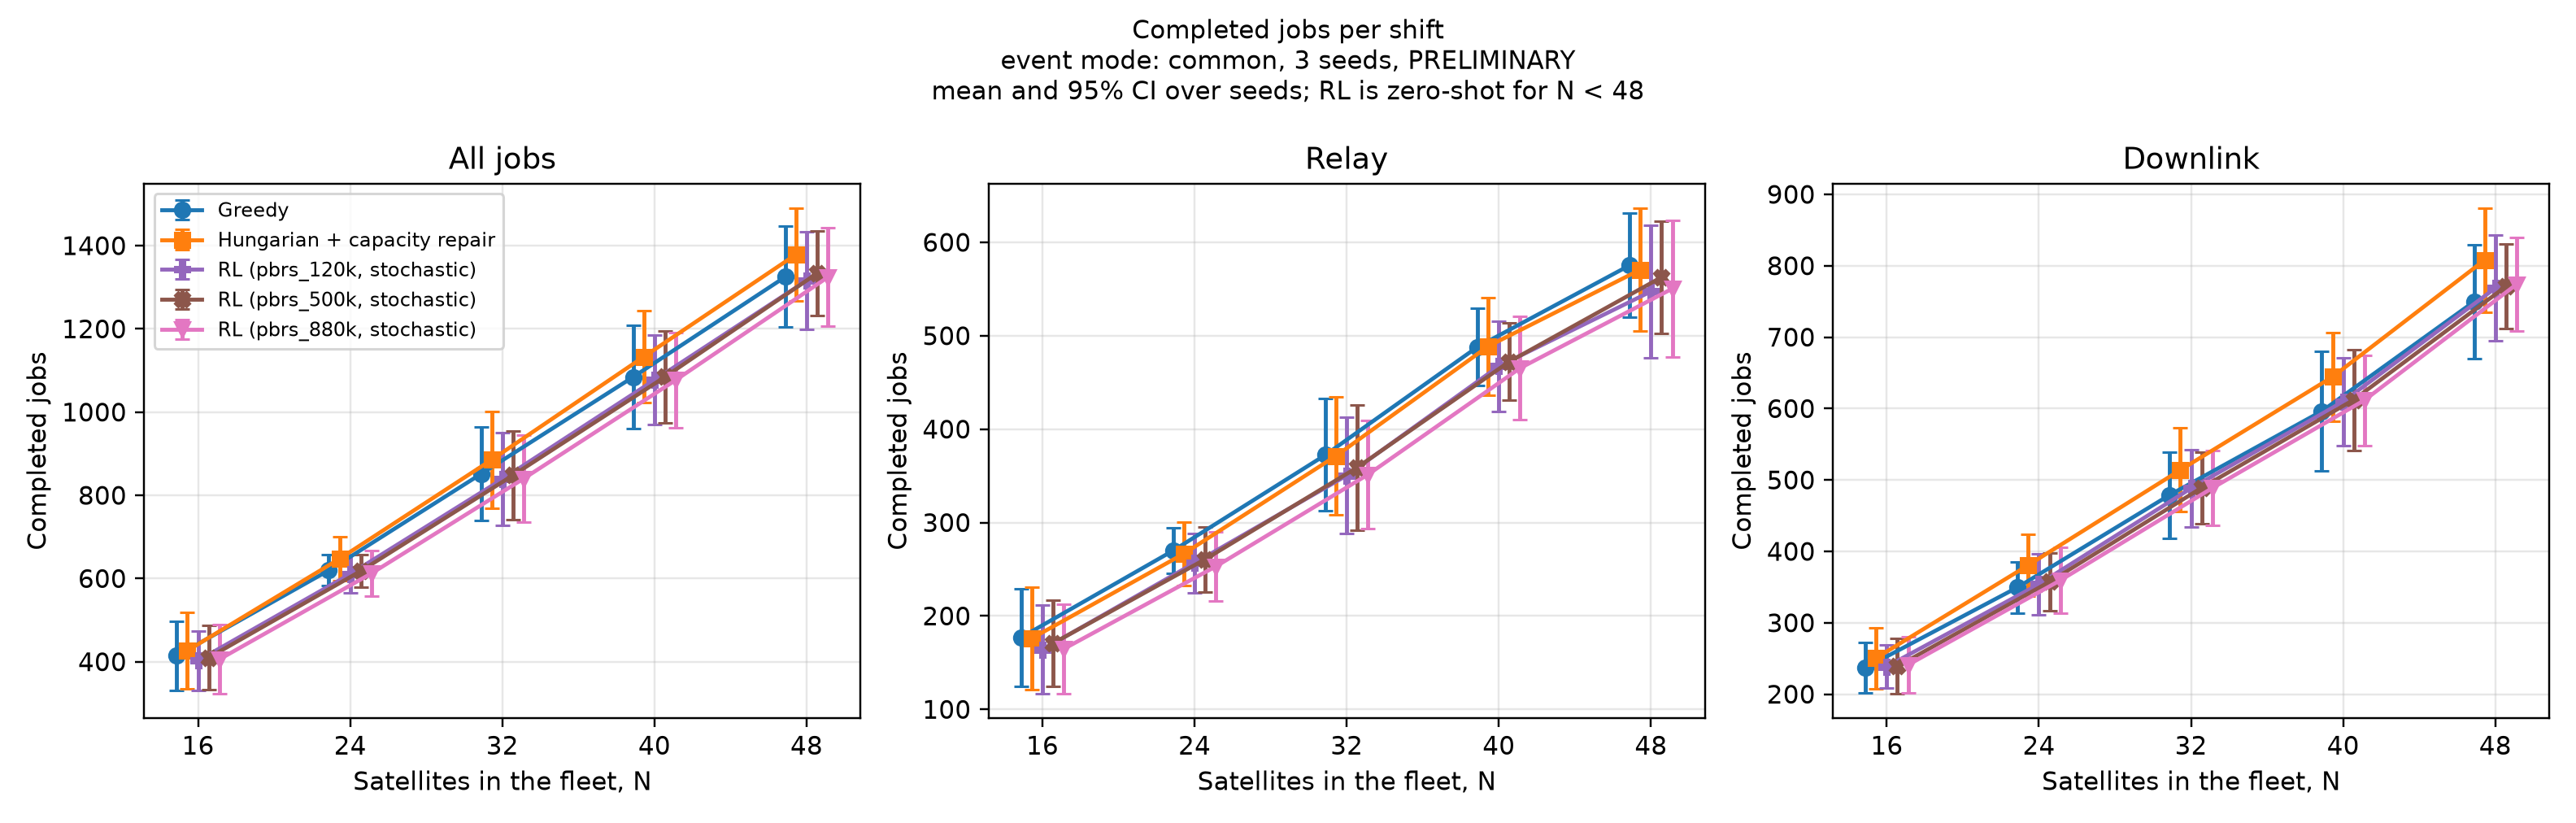 Completed jobs per shift
event mode: common, 3 seeds, PRELIMINARY
mean and 95% CI over seeds; RL is zero-shot for N < 48
All jobs
Completed jobs
1400
1200
1000
800
600
400
16 24 32 40 48
Satellites in the fleet, N
Greedy
Hungarian + capacity repair
RL (pbrs_120k, stochastic)
RL (pbrs_500k, stochastic)
RL (pbrs_880k, stochastic)
Relay
Completed jobs
600
500
400
300
200
100
16 24 32 40 48
Satellites in the fleet, N
Downlink
Completed jobs
900
800
700
600
500
400
300
200
16 24 32 40 48
Satellites in the fleet, N